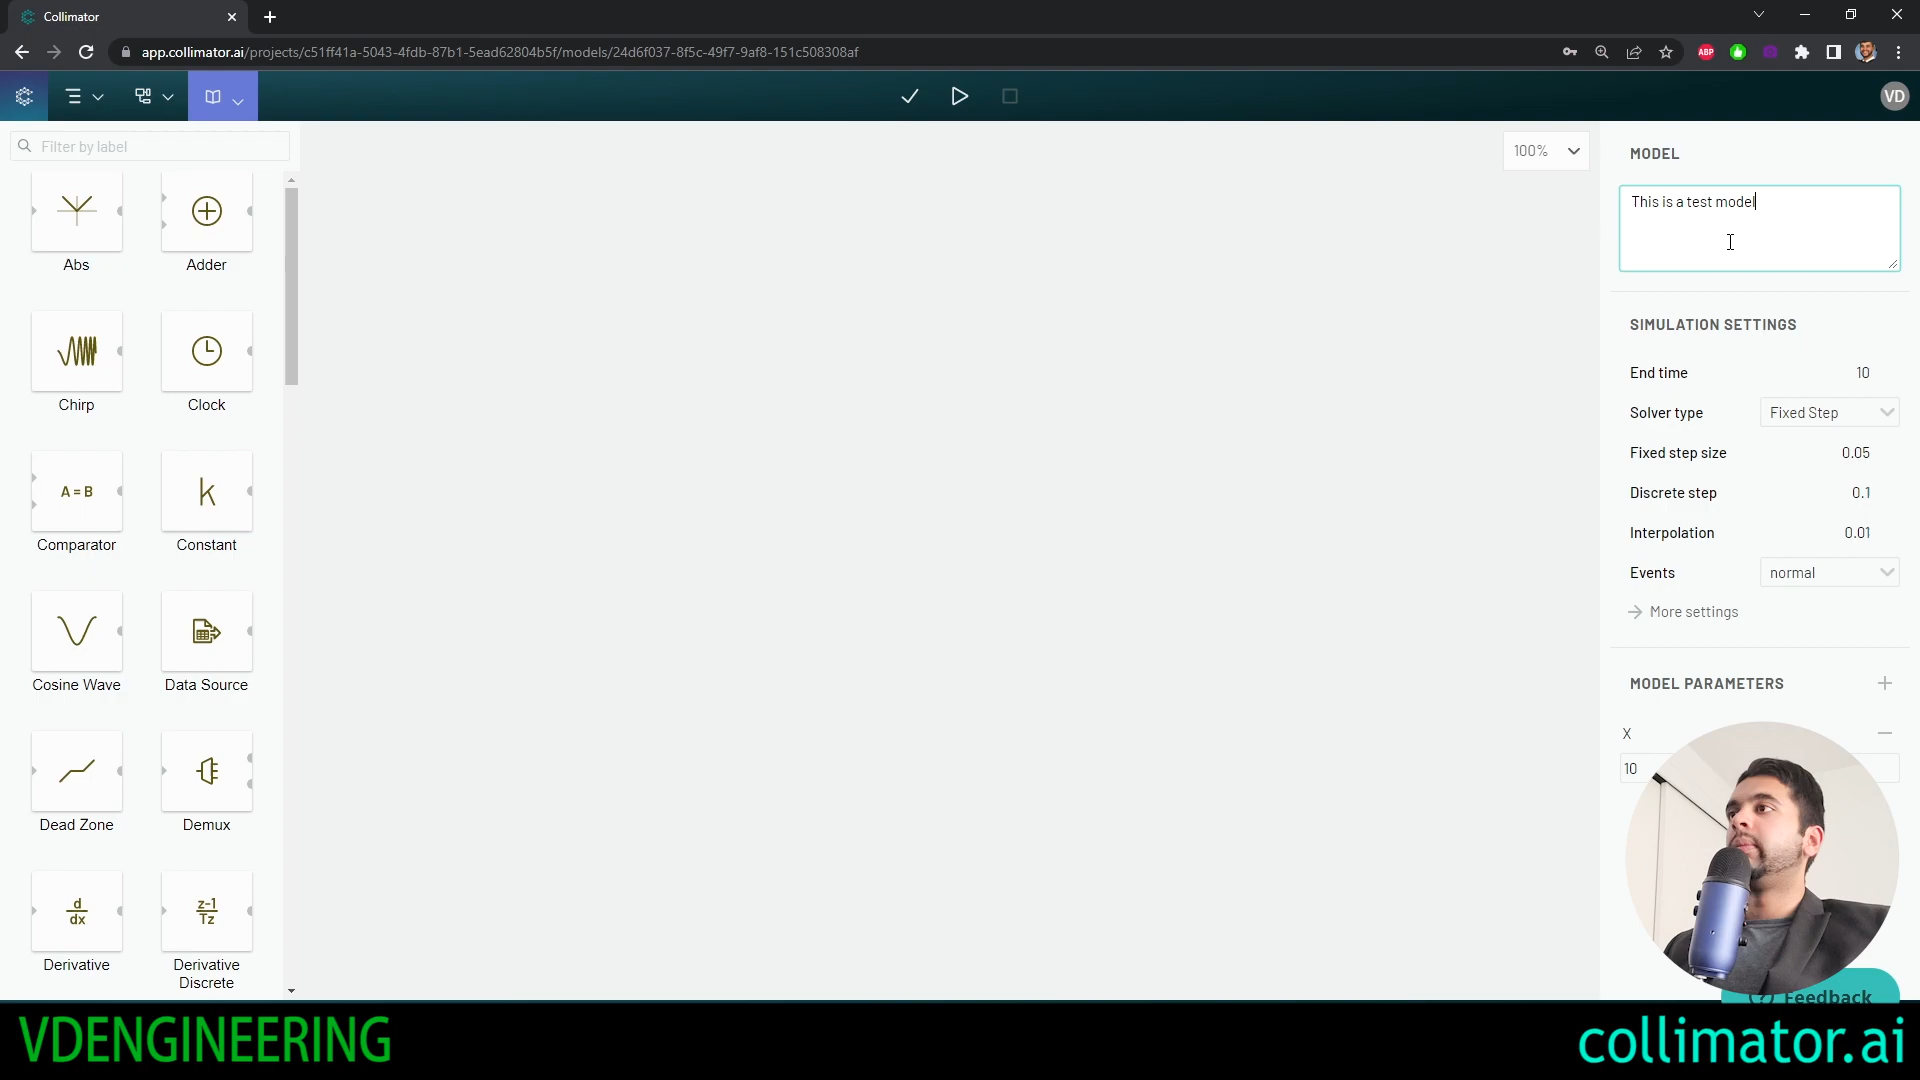 Collimator
app.collimator.ai/projects/c51ff41a-5043-4fdb-87b1-5ead62804b5f/models/24d6f037-8f5c-49f7-9af8-151c508308af
ABP
VD
Filter by label
100%
MODEL
This is a test model
Abs
Adder
Chirp
Clock
A = B
k
Comparator
Constant
Cosine Wave
Data Source
Dead Zone
Demux
d
dx
z-1
Tz
Derivative
Derivative
Discrete
SIMULATION SETTINGS
End time 10
Solver type Fixed Step
Fixed step size 0.05
Discrete step 0.1
Interpolation 0.01
Events normal
More settings
MODEL PARAMETERS
X
10
Feedback
VDENGINEERING
collimator.ai